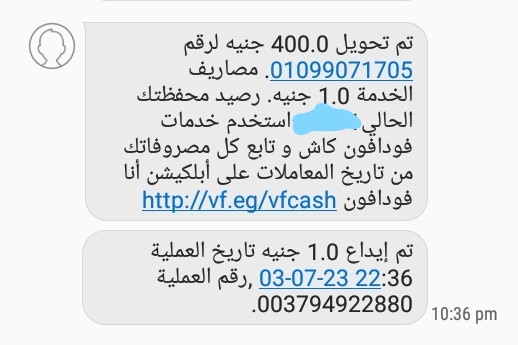 تم تحويل 400.0 جنيه لرقم
01099071705. مصاريف
الخدمة 1.0 جنيه. رصيد محفظتك
الحالي استخدم خدمات
فودافون كاش و تابع كل مصروفاتك
من تاريخ المعاملات على أبلكيشن أنا
فودافون http://vf.eg/vfcash
تم إيداع 1.0 جنيه تاريخ العملية
03-07-23 22:36 ,رقم العملية
003794922880.
10:36 pm